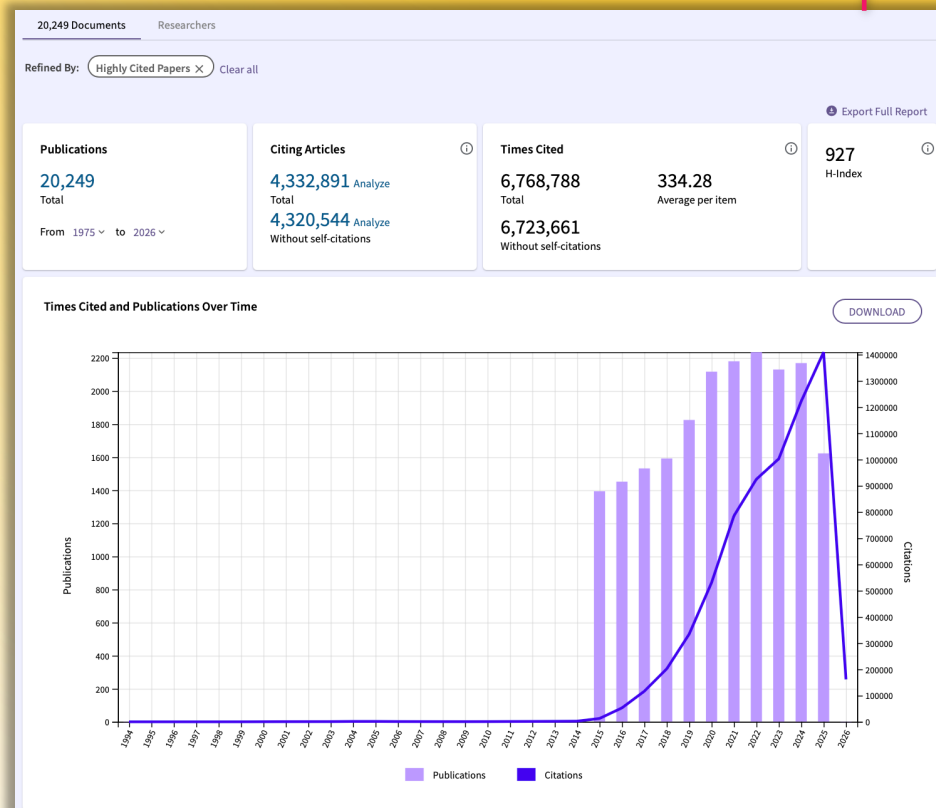 20,249 Documents Researchers
Refined By: Highly Cited Papers × Clear all
Export Full Report
Publications
20,249
Total
From 1975 to 2026
Citing Articles
4,332,891 Analyze
Total
4,320,544 Analyze
Without self-citations
Times Cited
6,768,788
Total
334.28
Average per item
6,723,661
Without self-citations
927
H-Index
Times Cited and Publications Over Time
DOWNLOAD
Publications
2200
2000
1800
1600
1400
1200
1000
800
600
400
200
0
1400000
1300000
1200000
1100000
1000000
900000
800000
700000
600000
500000
400000
300000
200000
100000
0
Citations
1994 1995 1996 1997 1998 1999 2000 2001 2002 2003 2004 2005 2006 2007 2008 2009 2010 2011 2012 2013 2014 2015 2016 2017 2018 2019 2020 2021 2022 2023 2024 2025 2026
Publications Citations